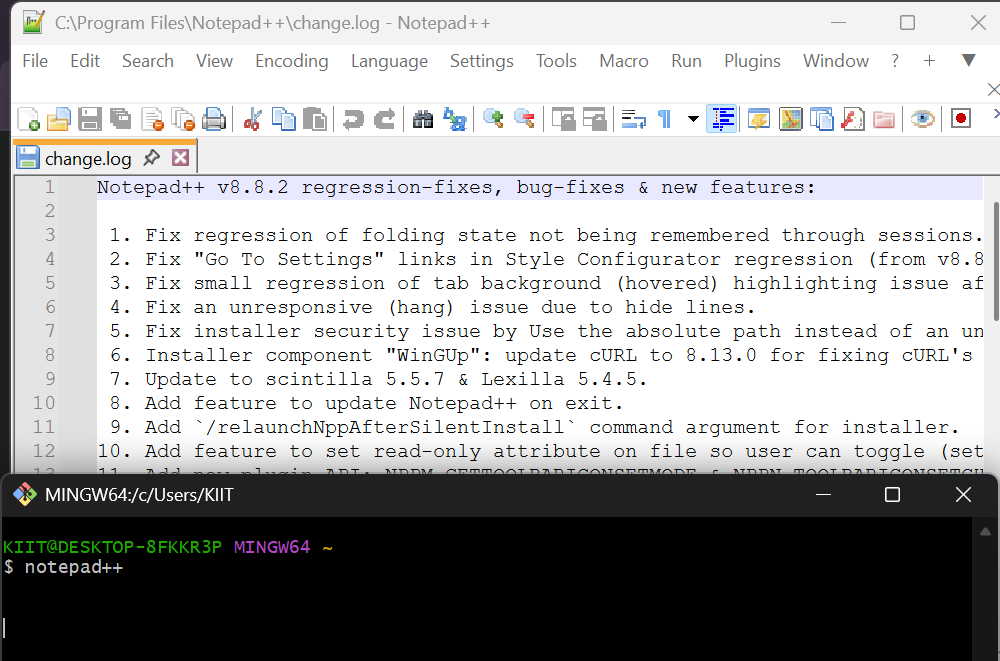 C:\Program Files\Notepad++\change.log - Notepad++
File Edit Search View Encoding Language Settings Tools Macro Run Plugins Window ? + ▼
change.log
1 Notepad++ v8.8.2 regression-fixes, bug-fixes & new features:
2
3 1. Fix regression of folding state not being remembered through sessions.
4 2. Fix "Go To Settings" links in Style Configurator regression (from v8.8
5 3. Fix small regression of tab background (hovered) highlighting issue af
6 4. Fix an unresponsive (hang) issue due to hide lines.
7 5. Fix installer security issue by Use the absolute path instead of an un
8 6. Installer component "WinGUp": update cURL to 8.13.0 for fixing cURL's
9 7. Update to scintilla 5.5.7 & Lexilla 5.4.5.
10 8. Add feature to update Notepad++ on exit.
11 9. Add `/relaunchNppAfterSilentInstall` command argument for installer.
12 10. Add feature to set read-only attribute on file so user can toggle (set
13 11. Add new plugin API: NPPM_GETTOOLBARICONSETMODE & NPPN_TOOLBARICONSETCH
MINGW64:/c/Users/KIIT
KIIT@DESKTOP-8FKKR3P MINGW64 ~
$ notepad++